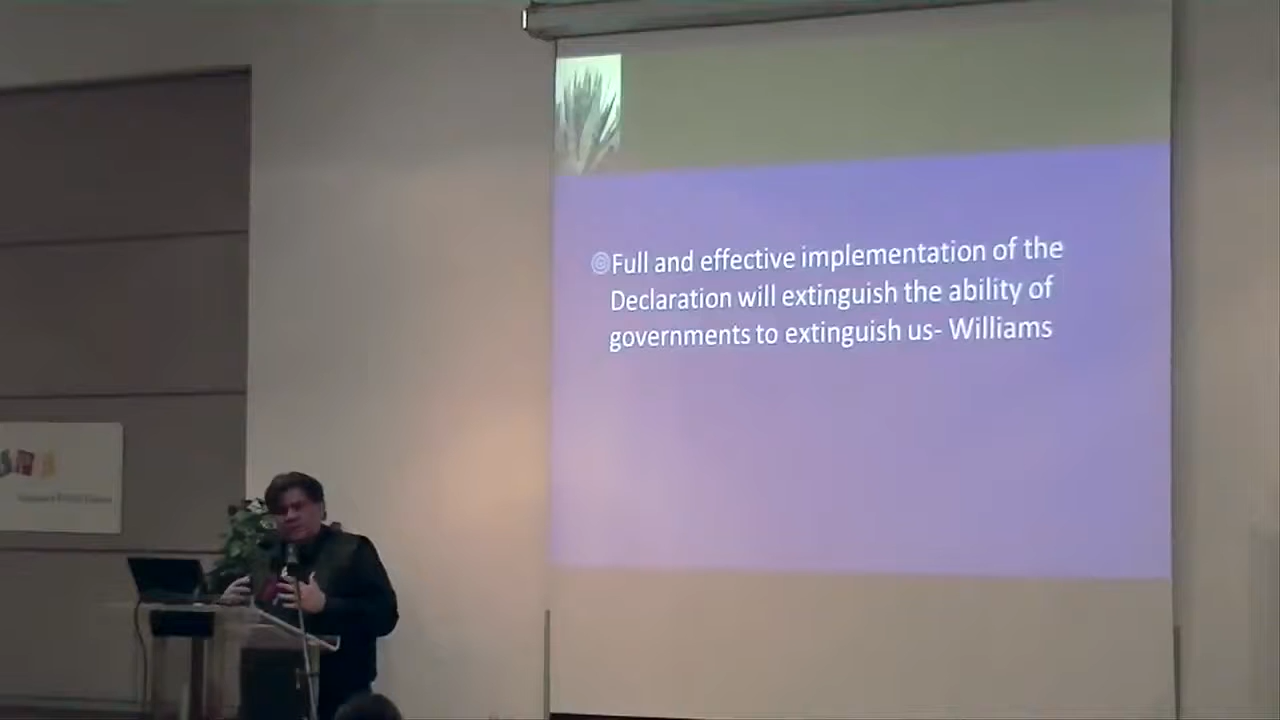 Full and effective implementation of the
Declaration will extinguish the ability of
governments to extinguish us- Williams